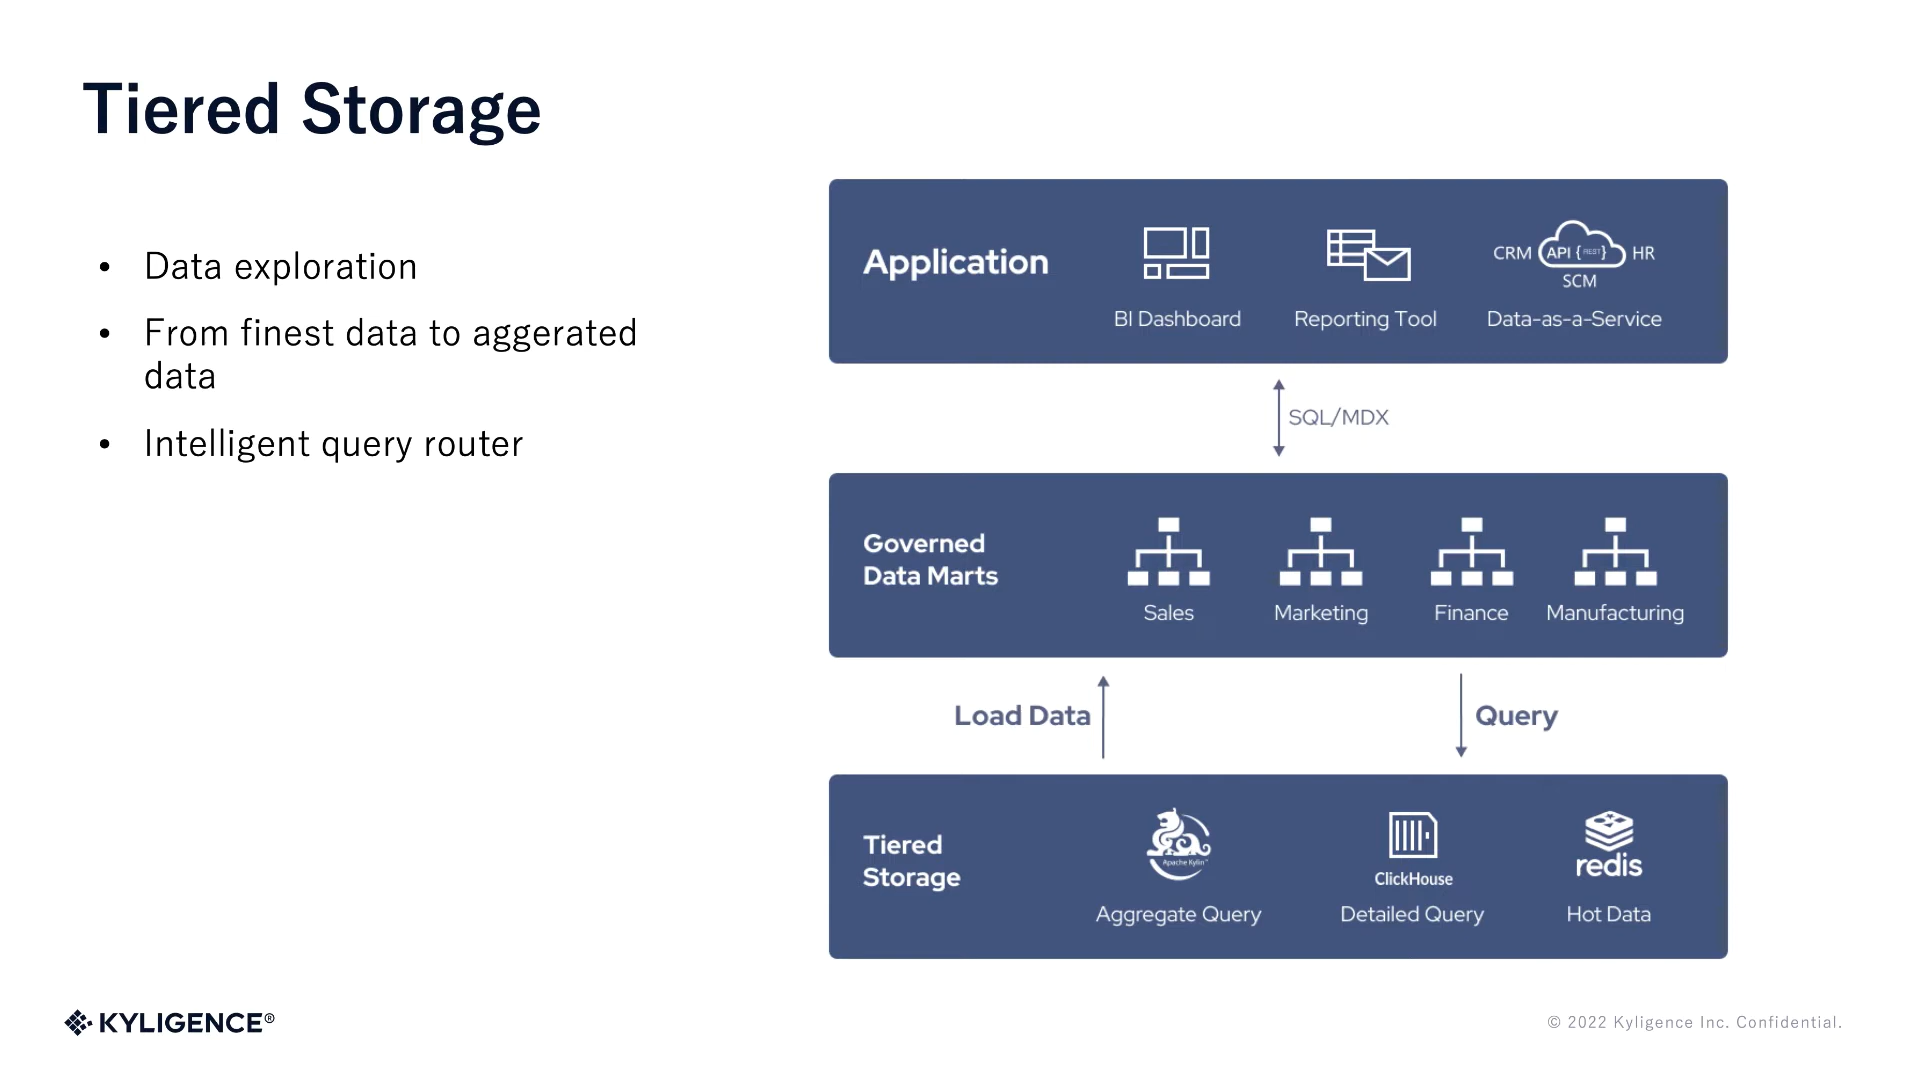 Tiered Storage
• Data exploration
• From finest data to aggerated
data
• Intelligent query router
Application
BI Dashboard
Reporting Tool
CRM API {REST} HR
SCM
Data-as-a-Service
SQL/MDX
Governed
Data Marts
Sales
Marketing
Finance
Manufacturing
Load Data
Query
Tiered
Storage
Apache Kylin™
Aggregate Query
ClickHouse
Detailed Query
redis
Hot Data
KYLIGENCE®
© 2022 Kyligence Inc. Confidential.